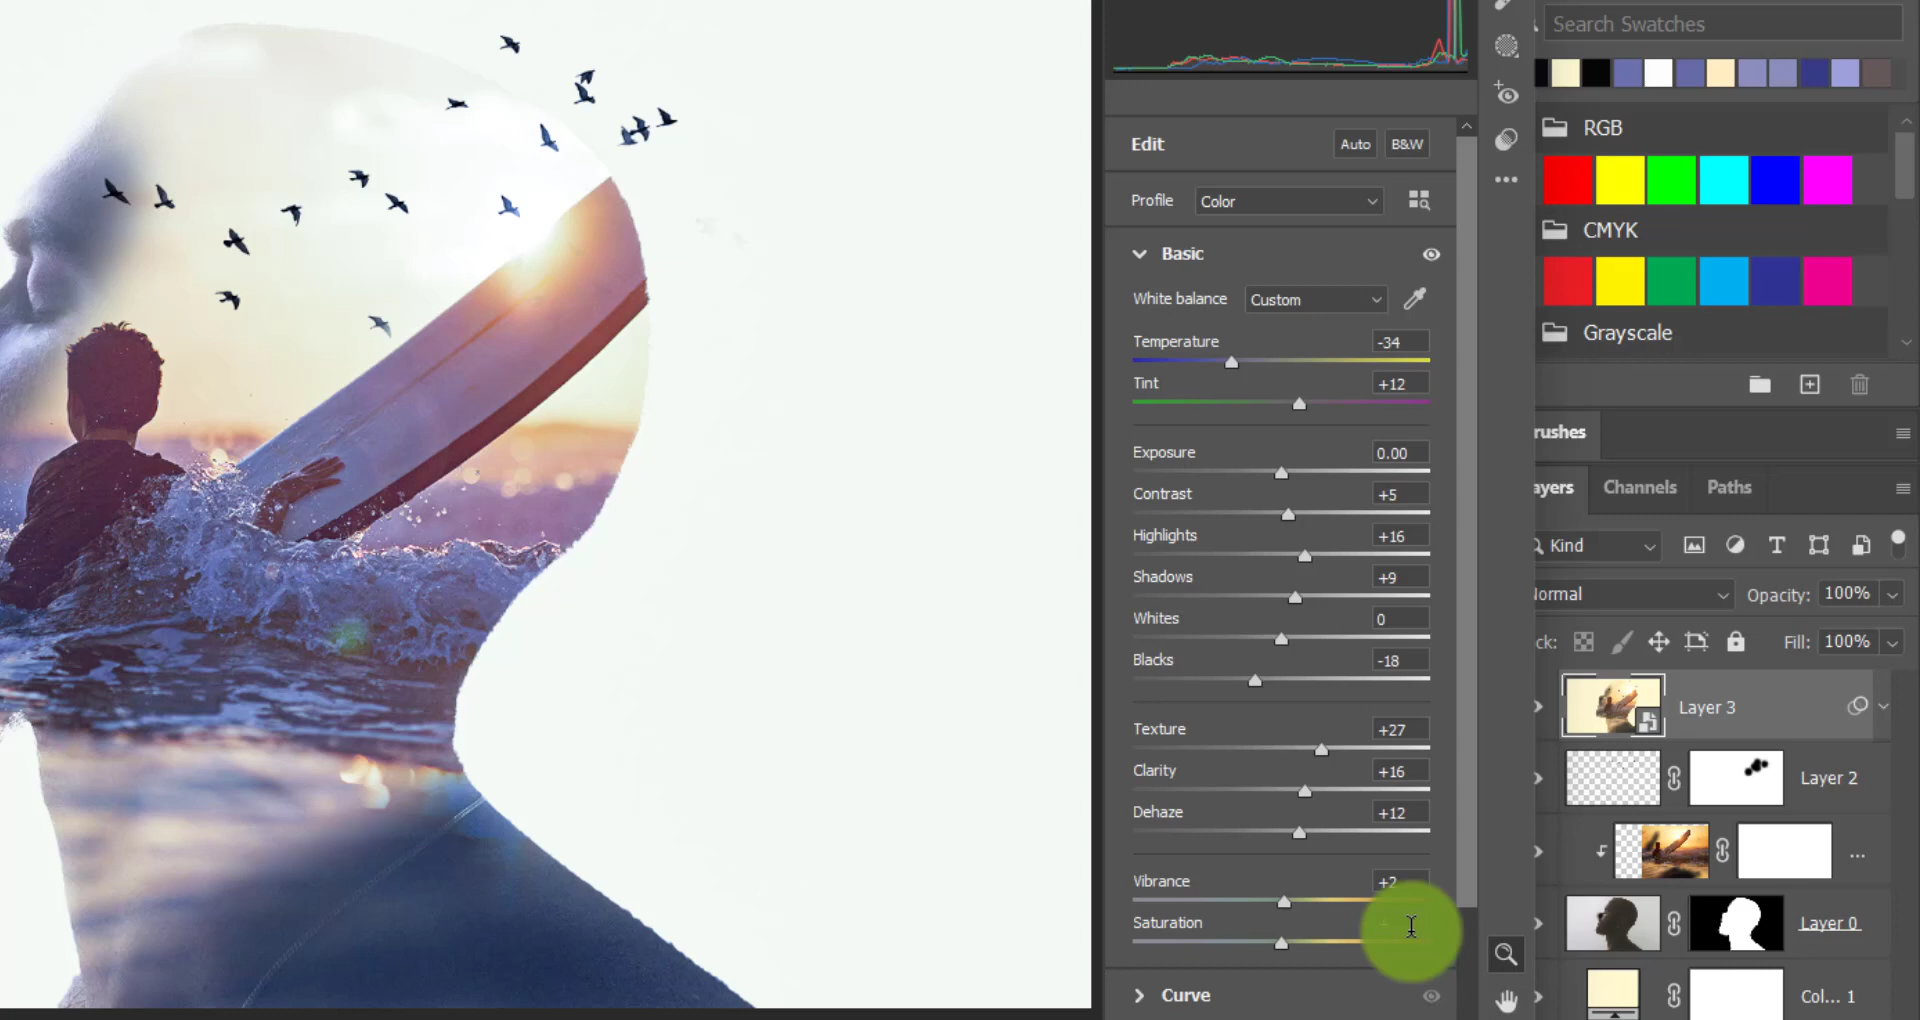 Search Swatches
Edit
Auto
B&W
Profile
Color
Basic
White balance
Custom
Temperature
-34
Tint
+12
Exposure
0.00
Contrast
+5
Highlights
+16
Shadows
+9
Whites
0
Blacks
-18
Texture
+27
Clarity
+16
Dehaze
+12
Vibrance
+2
Saturation
Curve
RGB
CMYK
Grayscale
rushes
ayers
Channels
Paths
Kind
Normal
Opacity:
100%
ck:
Fill:
100%
Layer 3
Layer 2
...
Layer 0
Col... 1